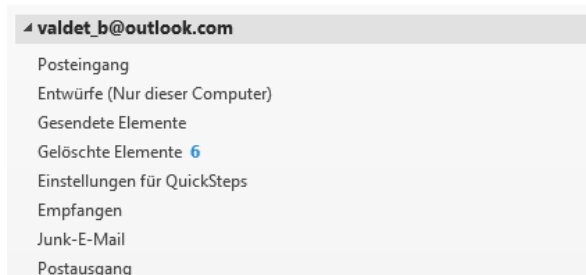 valdet_b@outlook.com
Posteingang
Entwürfe (Nur dieser Computer)
Gesendete Elemente
Gelöschte Elemente 6
Einstellungen für QuickSteps
Empfangen
Junk-E-Mail
Postausgang